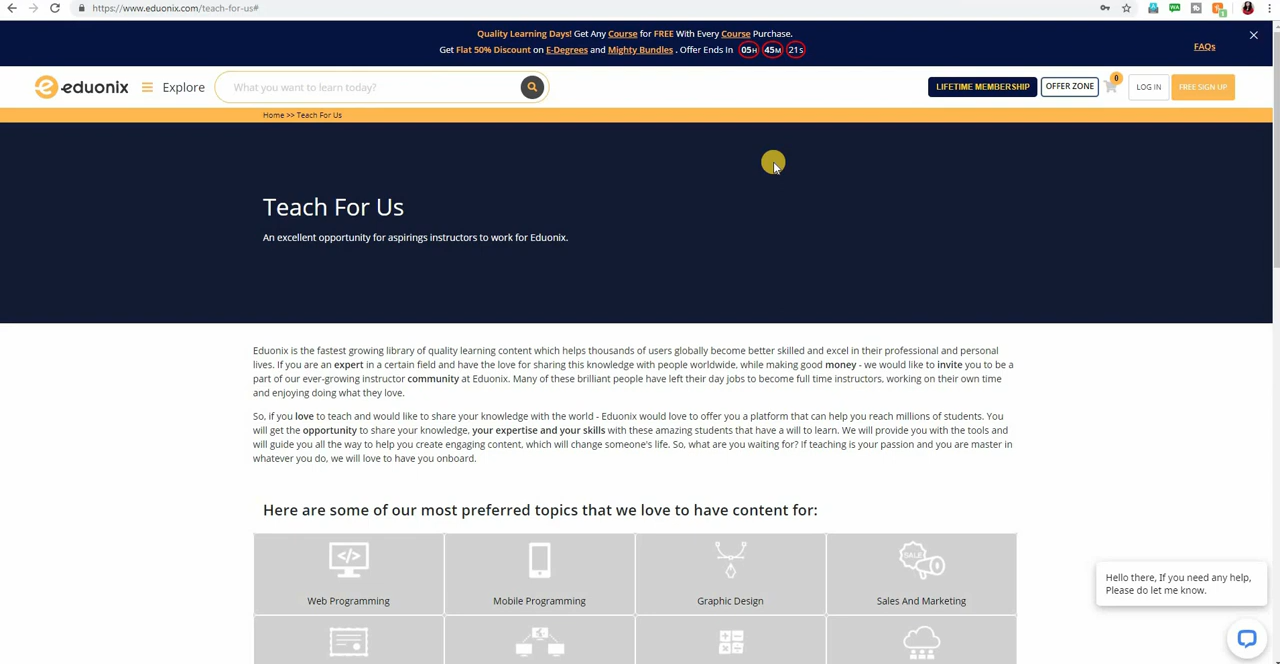 https://www.eduonix.com/teach-for-us#
Quality Learning Days! Get Any Course for FREE With Every Course Purchase.
Get Flat 50% Discount on E-Degrees and Mighty Bundles . Offer Ends In 05H 45M 21S
FAQs
eduonix
Explore
What you want to learn today?
LIFETIME MEMBERSHIP
OFFER ZONE
0
LOG IN
FREE SIGN UP
Home >> Teach For Us
Teach For Us
An excellent opportunity for aspirings instructors to work for Eduonix.
Eduonix is the fastest growing library of quality learning content which helps thousands of users globally become better skilled and excel in their professional and personal
lives. If you are an expert in a certain field and have the love for sharing this knowledge with people worldwide, while making good money - we would like to invite you to be a
part of our ever-growing instructor community at Eduonix. Many of these brilliant people have left their day jobs to become full time instructors, working on their own time
and enjoying doing what they love.
So, if you love to teach and would like to share your knowledge with the world - Eduonix would love to offer you a platform that can help you reach millions of students. You
will get the opportunity to share your knowledge, your expertise and your skills with these amazing students that have a will to learn. We will provide you with the tools and
will guide you all the way to help you create engaging content, which will change someone's life. So, what are you waiting for? If teaching is your passion and you are master in
whatever you do, we will love to have you onboard.
Here are some of our most preferred topics that we love to have content for:
Web Programming
Mobile Programming
Graphic Design
SALE
Sales And Marketing
Hello there, If you need any help,
Please do let me know.